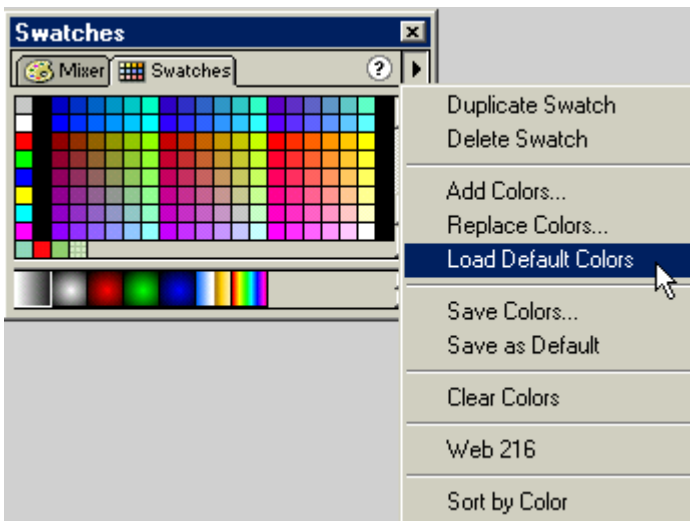 Swatches
Mixer Swatches ?
Duplicate Swatch
Delete Swatch
Add Colors...
Replace Colors...
Load Default Colors
Save Colors...
Save as Default
Clear Colors
Web 216
Sort by Color